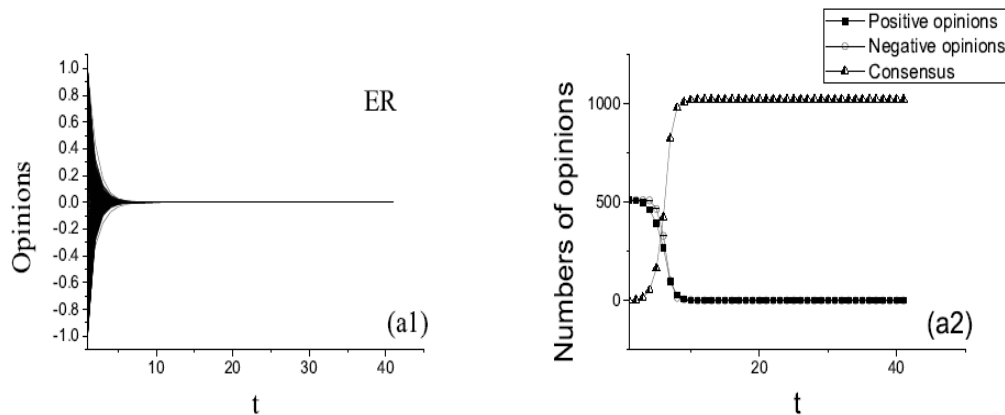 1.0
0.8
0.6
0.4
0.2
0.0
-0.2
-0.4
-0.6
-0.8
-1.0
Opinions
ER
(a1)
10 20 30 40
t
Positive opinions
Negative opinions
Consensus
1000
500
0
Numbers of opinions
(a2)
20 40
t